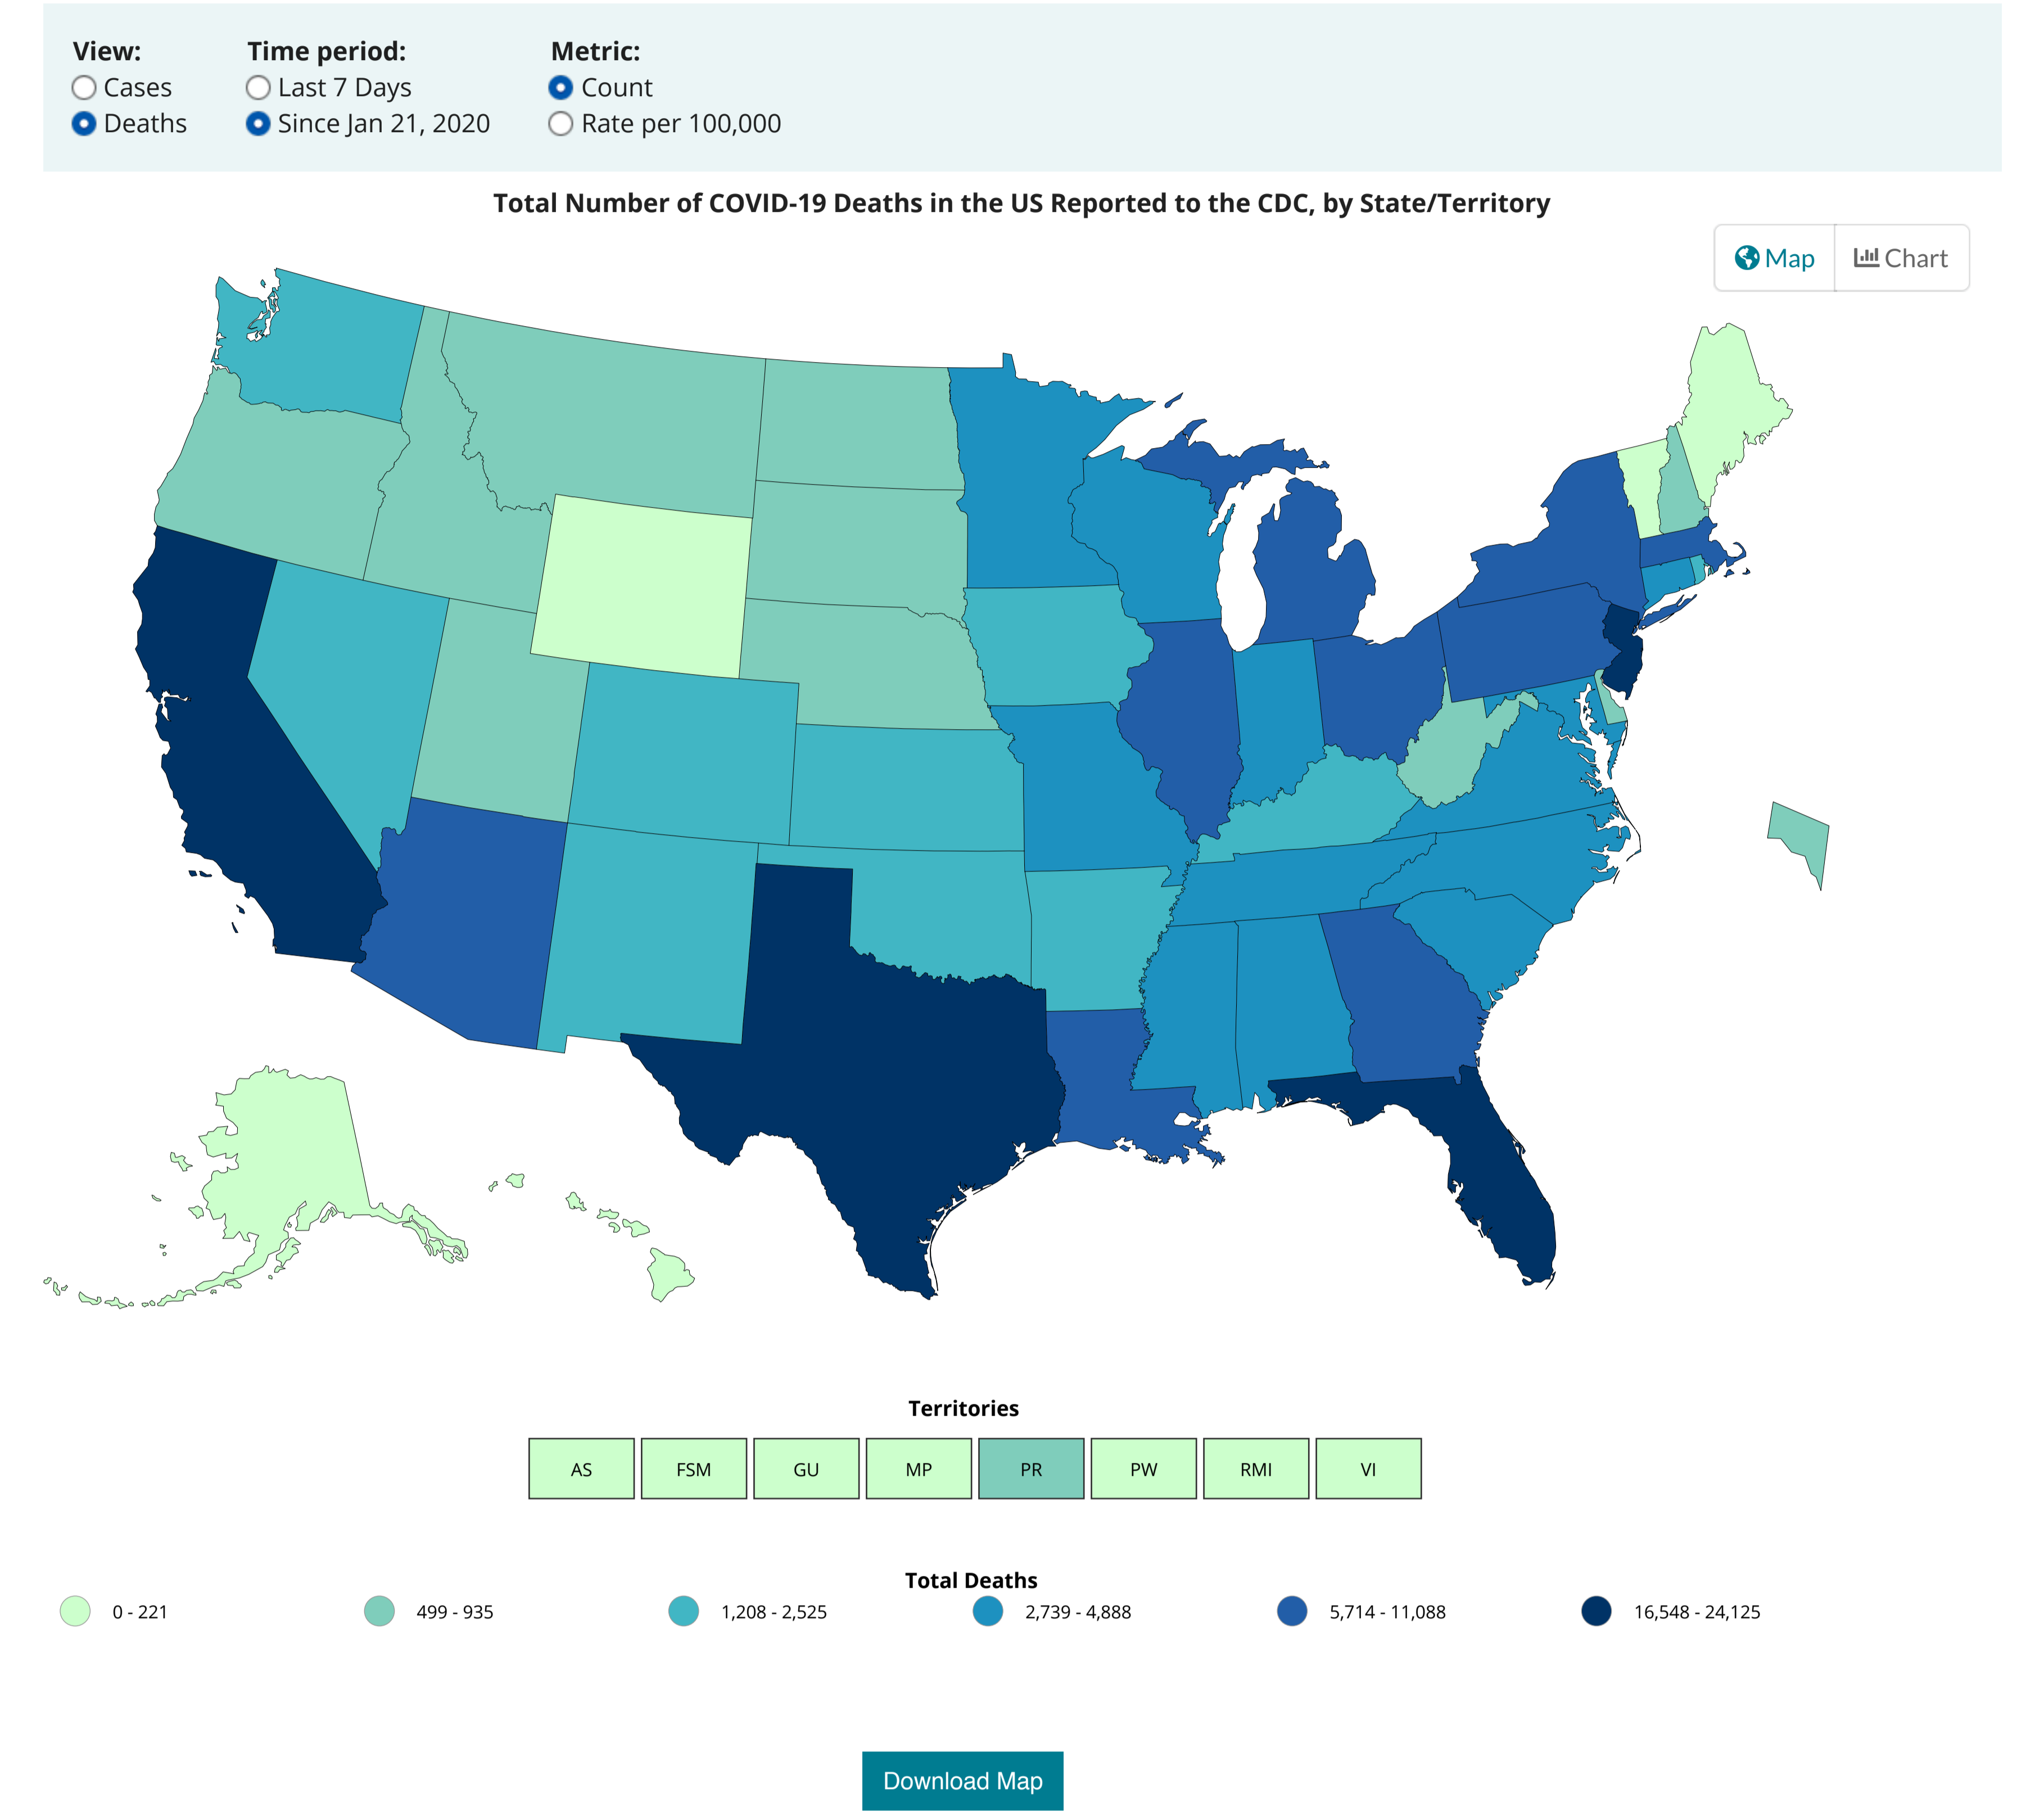 View: Time period: Metric:
Cases Last 7 Days Count
Deaths Since Jan 21, 2020 Rate per 100,000
Total Number of COVID-19 Deaths in the US Reported to the CDC, by State/Territory
Map Chart
Territories
AS FSM GU MP PR PW RMI VI
Total Deaths
0 - 221 499 - 935 1,208 - 2,525 2,739 - 4,888 5,714 - 11,088 16,548 - 24,125
Download Map